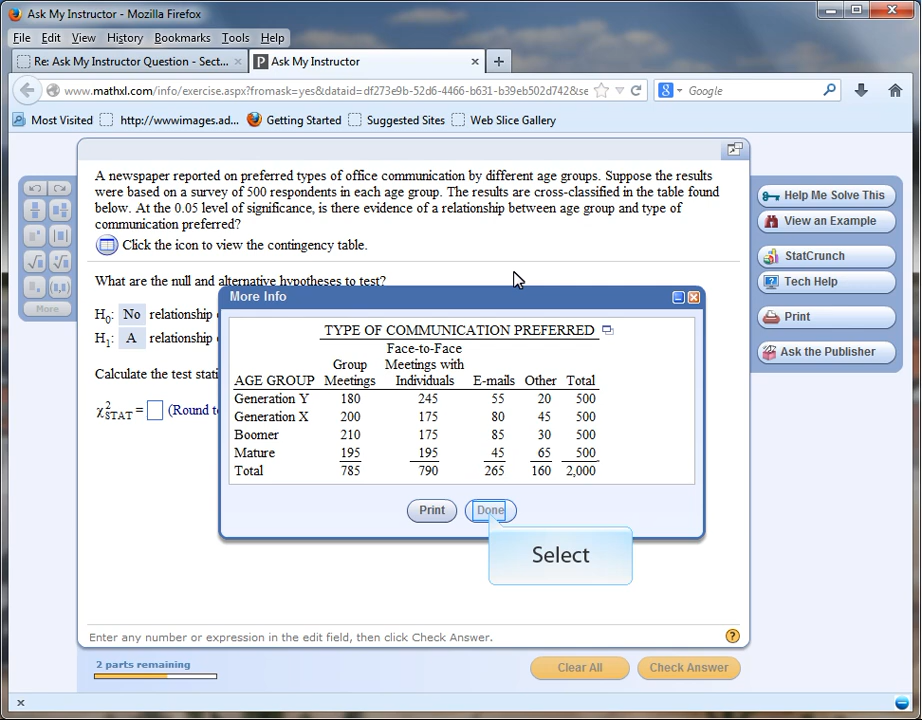 Ask My Instructor - Mozilla Firefox
File Edit View History Bookmarks Tools Help
Re: Ask My Instructor Question - Sect... × P Ask My Instructor × +
www.mathxl.com/info/exercise.aspx?fromask=yes&dataid=df273e9b-52d6-4466-b631-b39eb502d742&se Google
Most Visited http://wwwimages.ad... Getting Started Suggested Sites Web Slice Gallery
A newspaper reported on preferred types of office communication by different age groups. Suppose the results
were based on a survey of 500 respondents in each age group. The results are cross-classified in the table found
below. At the 0.05 level of significance, is there evidence of a relationship between age group and type of
communication preferred?
Click the icon to view the contingency table.
Help Me Solve This
View an Example
StatCrunch
Tech Help
Print
Ask the Publisher
More
What are the null and alternative hypotheses to test?
H0: No relationship
H1: A relationship
Calculate the test stati
χ2STAT = (Round to
More Info
TYPE OF COMMUNICATION PREFERRED
Face-to-Face
Group Meetings with
AGE GROUP Meetings Individuals E-mails Other Total
Generation Y 180 245 55 20 500
Generation X 200 175 80 45 500
Boomer 210 175 85 30 500
Mature 195 195 45 65 500
Total 785 790 265 160 2,000
Print Done
Select
Enter any number or expression in the edit field, then click Check Answer. ?
2 parts remaining
Clear All Check Answer
×